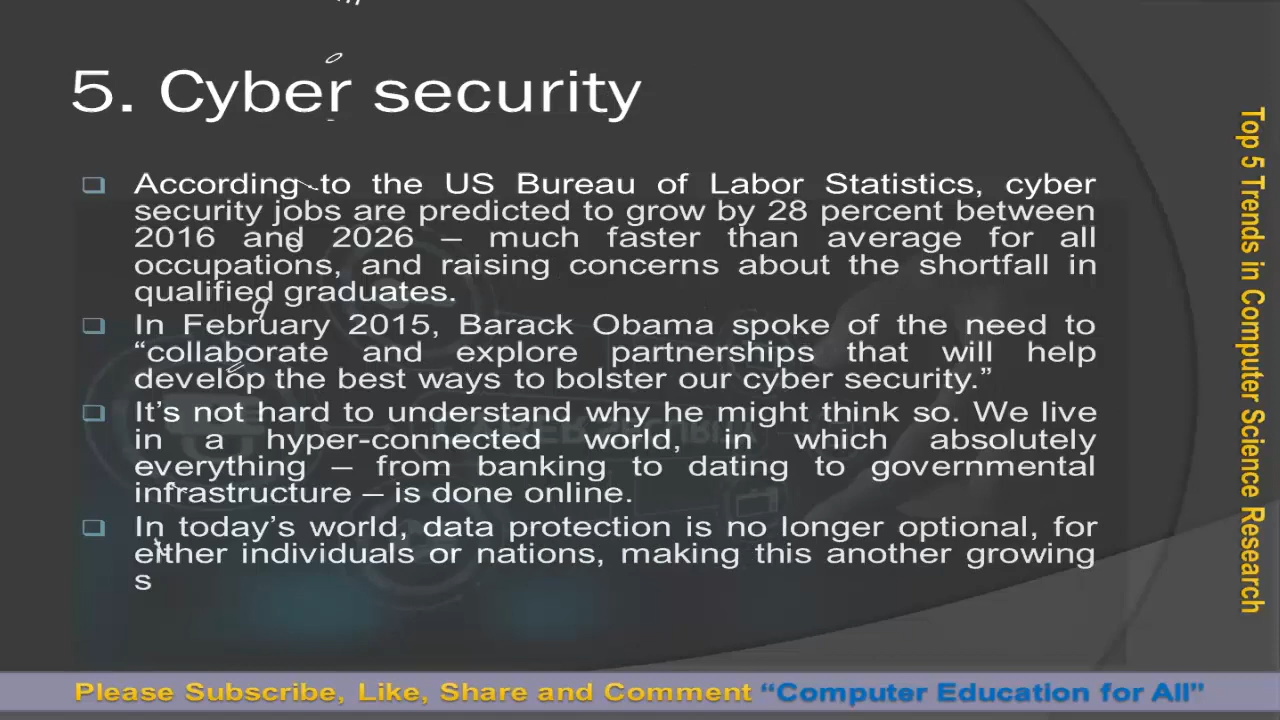 5. Cyber security
According to the US Bureau of Labor Statistics, cyber
security jobs are predicted to grow by 28 percent between
2016 and 2026 – much faster than average for all
occupations, and raising concerns about the shortfall in
qualified graduates.
In February 2015, Barack Obama spoke of the need to
“collaborate and explore partnerships that will help
develop the best ways to bolster our cyber security.”
It’s not hard to understand why he might think so. We live
in a hyper-connected world, in which absolutely
everything – from banking to dating to governmental
infrastructure – is done online.
In today’s world, data protection is no longer optional, for
either individuals or nations, making this another growing
s
Top 5 Trends in Computer Science Research
Please Subscribe, Like, Share and Comment “Computer Education for All”